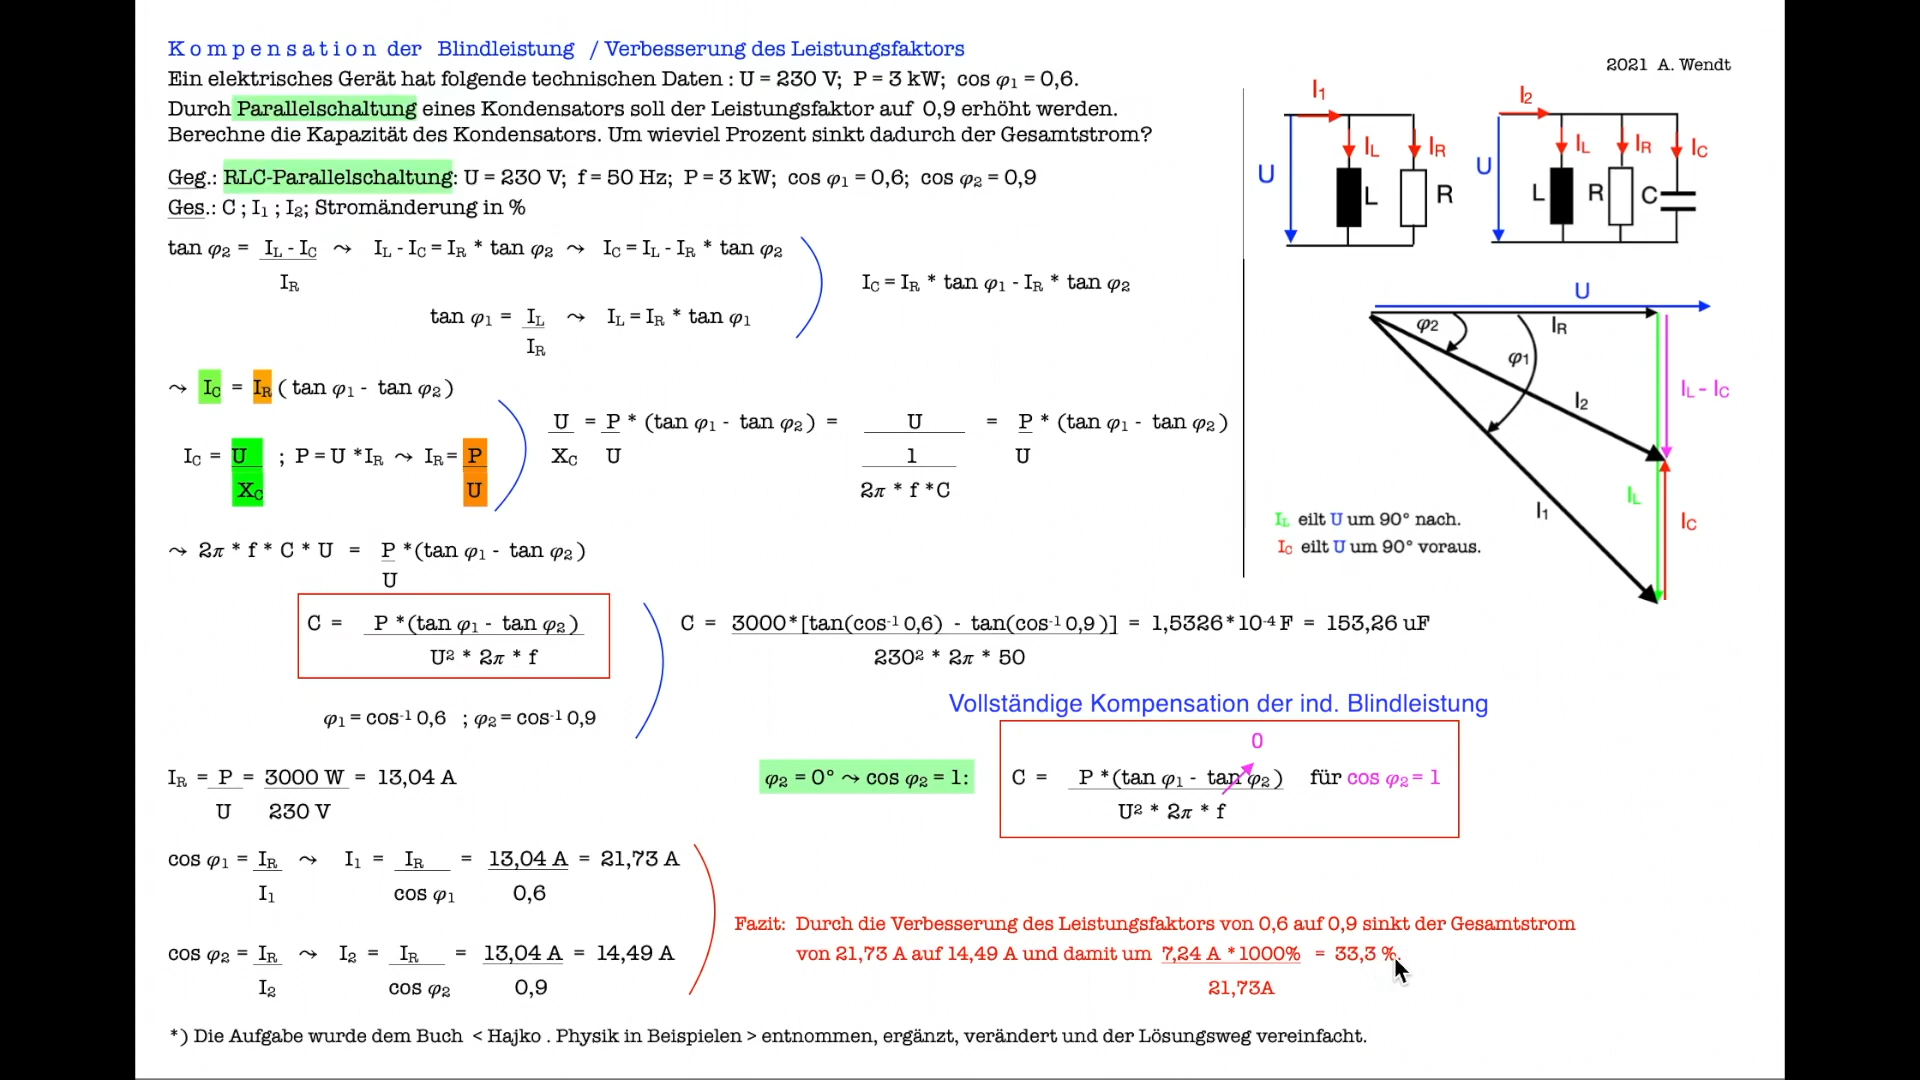 Kompensation der Blindleistung / Verbesserung des Leistungsfaktors
2021 A. Wendt
Ein elektrisches Gerät hat folgende technischen Daten : U = 230 V; P = 3 kW; cos φ1 = 0,6.
Durch Parallelschaltung eines Kondensators soll der Leistungsfaktor auf 0,9 erhöht werden.
Berechne die Kapazität des Kondensators. Um wieviel Prozent sinkt dadurch der Gesamtstrom?
Geg.: RLC-Parallelschaltung: U = 230 V; f = 50 Hz; P = 3 kW; cos φ1 = 0,6; cos φ2 = 0,9
Ges.: C ; I1 ; I2; Stromänderung in %
tan φ2 = IL - IC ⤳ IL - IC = IR * tan φ2 ⤳ IC = IL - IR * tan φ2
IR
IC = IR * tan φ1 - IR * tan φ2
tan φ1 = IL ⤳ IL = IR * tan φ1
IR
⤳ IC = IR ( tan φ1 - tan φ2 )
U = P * (tan φ1 - tan φ2 ) = U = P * (tan φ1 - tan φ2 )
XC U 1 U
2π * f * C
IC = U ; P = U * IR ⤳ IR = P
XC U
⤳ 2π * f * C * U = P * (tan φ1 - tan φ2 )
U
C = P * (tan φ1 - tan φ2 )
U² * 2π * f
C = 3000*[tan(cos-1 0,6) - tan(cos-1 0,9 )] = 1,5326*10-4 F = 153,26 uF
230² * 2π * 50
φ1 = cos-1 0,6 ; φ2 = cos-1 0,9
Vollständige Kompensation der ind. Blindleistung
0
φ2 = 0° ⤳ cos φ2 = 1:
C = P * (tan φ1 - tan φ2 ) für cos φ2 = 1
U² * 2π * f
IR = P = 3000 W = 13,04 A
U 230 V
cos φ1 = IR ⤳ I1 = IR = 13,04 A = 21,73 A
I1 cos φ1 0,6
cos φ2 = IR ⤳ I2 = IR = 13,04 A = 14,49 A
I2 cos φ2 0,9
Fazit: Durch die Verbesserung des Leistungsfaktors von 0,6 auf 0,9 sinkt der Gesamtstrom
von 21,73 A auf 14,49 A und damit um 7,24 A * 1000% = 33,3 %.
21,73A
I1
IL
IR
U
L
R
I2
IL
IR
IC
U
L
R
C
U
IR
φ2
φ1
I2
IL - IC
I1
IL
IC
IL eilt U um 90° nach.
IC eilt U um 90° voraus.
*) Die Aufgabe wurde dem Buch < Hajko . Physik in Beispielen > entnommen, ergänzt, verändert und der Lösungsweg vereinfacht.